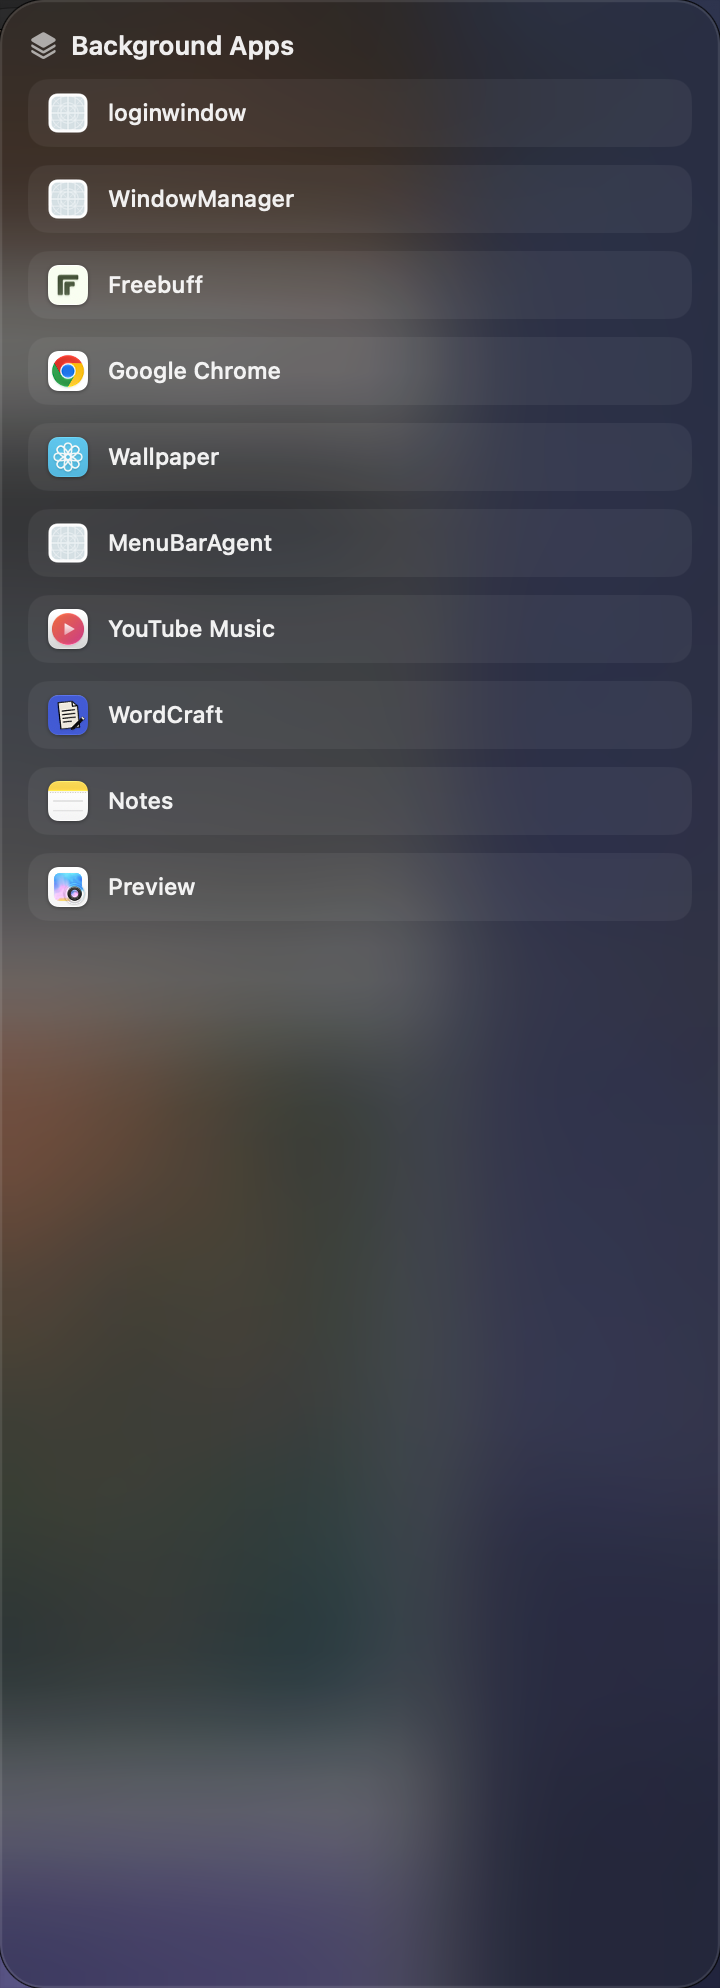 Background Apps
loginwindow
WindowManager
Freebuff
Google Chrome
Wallpaper
MenuBarAgent
YouTube Music
WordCraft
Notes
Preview